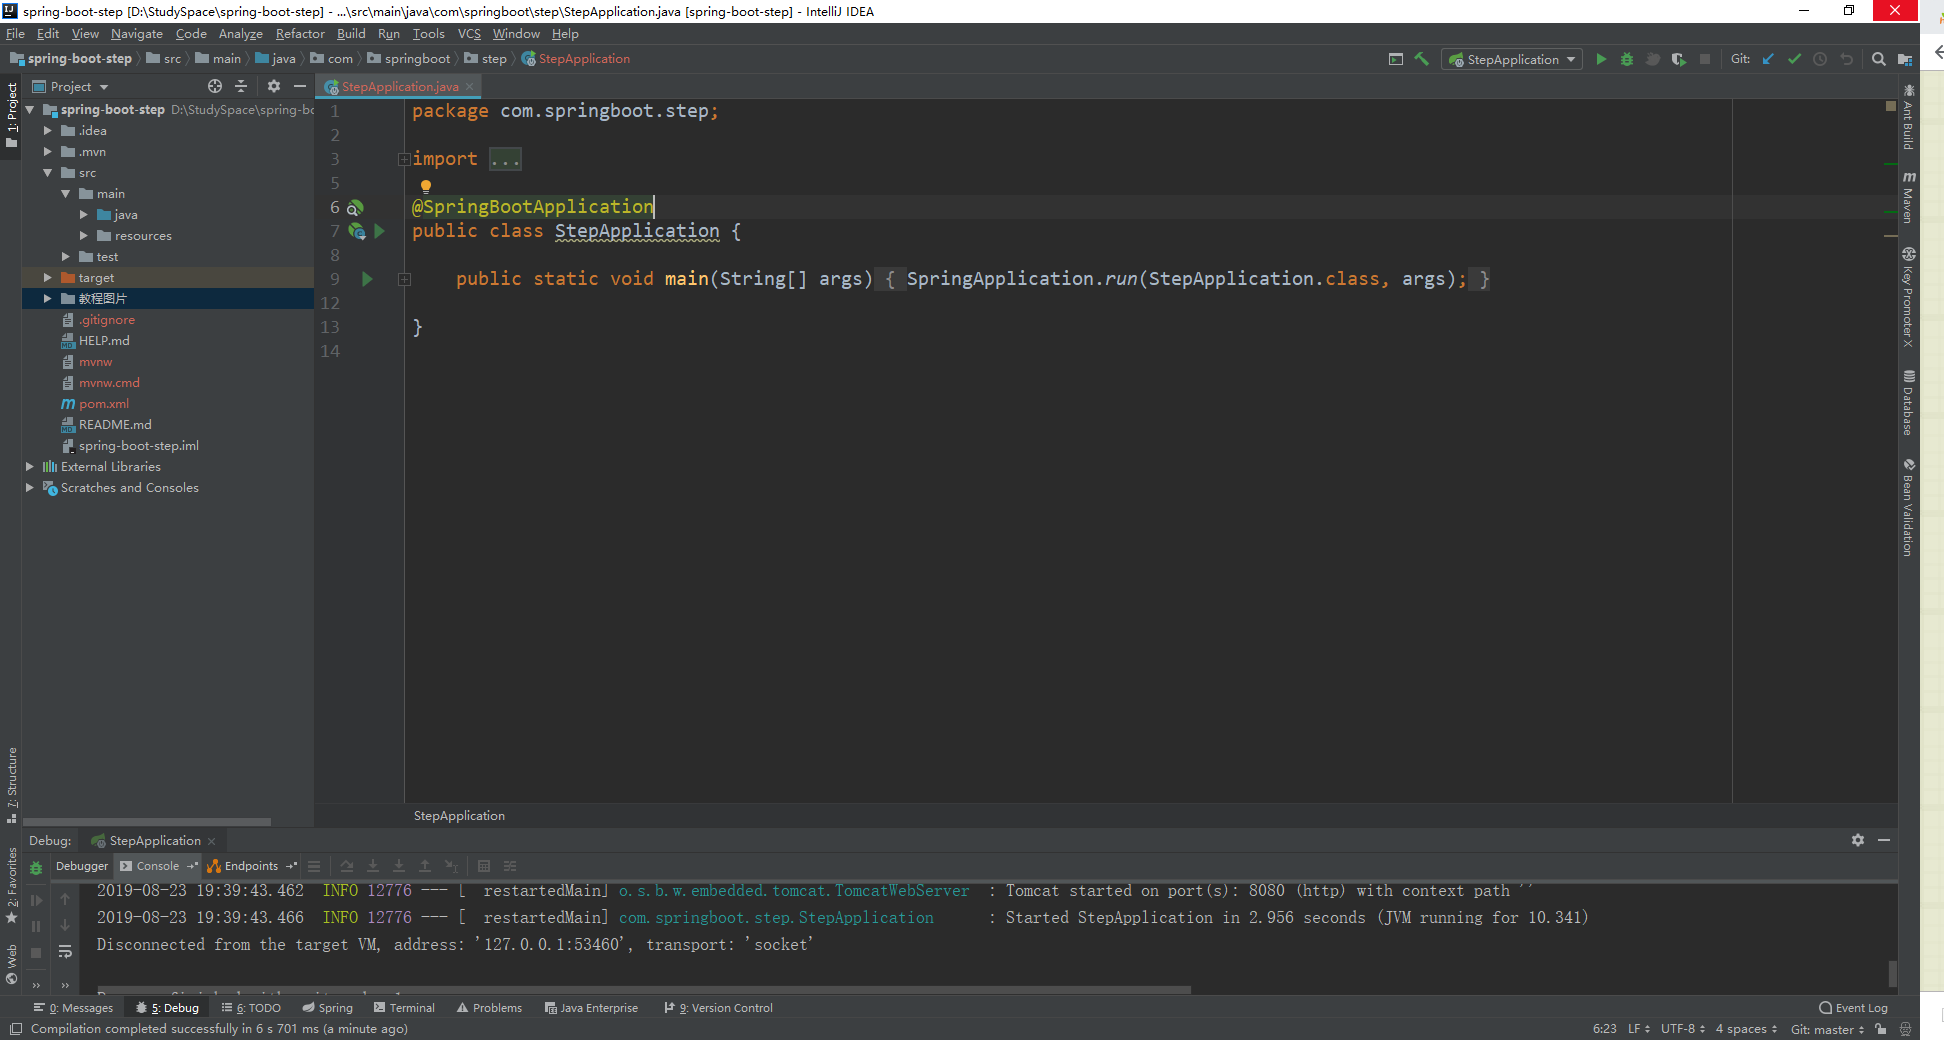 spring-boot-step [D:\StudySpace\spring-boot-step] - ...\src\main\java\com\springboot\step\StepApplication.java [spring-boot-step] - IntelliJ IDEA
File Edit View Navigate Code Analyze Refactor Build Run Tools VCS Window Help
spring-boot-step src main java com springboot step StepApplication
StepApplication Git:
1: Project
Project
StepApplication.java
spring-boot-step D:\StudySpace\spring-bo
.idea
.mvn
src
main
java
resources
test
target
教程图片
.gitignore
HELP.md
mvnw
mvnw.cmd
pom.xml
README.md
spring-boot-step.iml
External Libraries
Scratches and Consoles
1 package com.springboot.step;
2
3 import ...
5
6 @SpringBootApplication
7 public class StepApplication {
8
9 public static void main(String[] args) { SpringApplication.run(StepApplication.class, args); }
12
13 }
14
StepApplication
Ant Build
Maven
Key Promoter X
Database
Bean Validation
7: Structure
2: Favorites
Web
Debug: StepApplication
Debugger Console Endpoints
2019-08-23 19:39:43.462 INFO 12776 --- [ restartedMain] o.s.b.w.embedded.tomcat.TomcatWebServer : Tomcat started on port(s): 8080 (http) with context path ''
2019-08-23 19:39:43.466 INFO 12776 --- [ restartedMain] com.springboot.step.StepApplication : Started StepApplication in 2.956 seconds (JVM running for 10.341)
Disconnected from the target VM, address: '127.0.0.1:53460', transport: 'socket'
0: Messages 5: Debug 6: TODO Spring Terminal Problems Java Enterprise 9: Version Control Event Log
Compilation completed successfully in 6 s 701 ms (a minute ago) 6:23 LF UTF-8 4 spaces Git: master